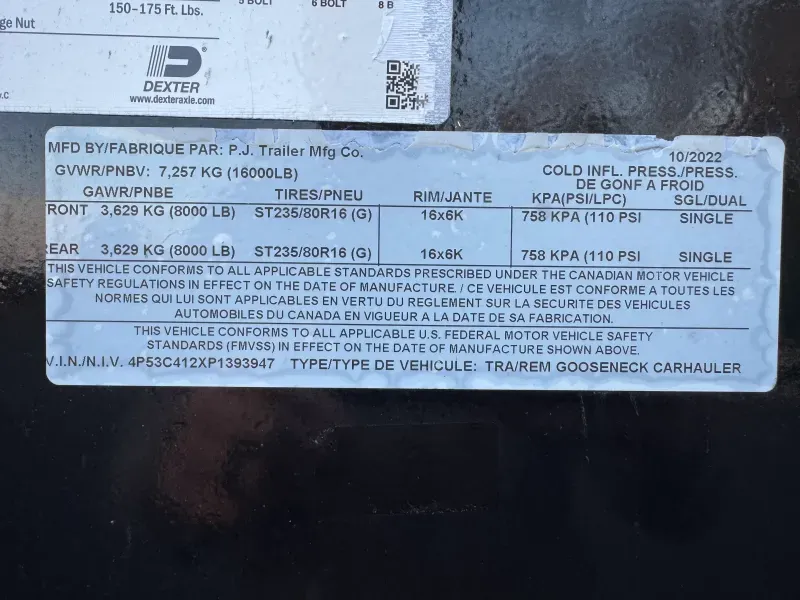 150–175 Ft. Lbs.
5 BOLT 6 BOLT 8 B
ge Nut
DEXTER®
www.dexteraxle.com
.C
MFD BY/FABRIQUE PAR: P.J. Trailer Mfg Co. 10/2022
GVWR/PNBV: 7,257 KG (16000LB) COLD INFL. PRESS./PRESS.
DE GONF A FROID
GAWR/PNBE TIRES/PNEU RIM/JANTE KPA(PSI/LPC) SGL/DUAL
RONT 3,629 KG (8000 LB) ST235/80R16 (G) 16x6K 758 KPA (110 PSI SINGLE
EAR 3,629 KG (8000 LB) ST235/80R16 (G) 16x6K 758 KPA (110 PSI SINGLE
THIS VEHICLE CONFORMS TO ALL APPLICABLE STANDARDS PRESCRIBED UNDER THE CANADIAN MOTOR VEHICLE
SAFETY REGULATIONS IN EFFECT ON THE DATE OF MANUFACTURE. / CE VEHICULE EST CONFORME A TOUTES LES
NORMES QUI LUI SONT APPLICABLES EN VERTU DU REGLEMENT SUR LA SECURITE DES VEHICULES
AUTOMOBILES DU CANADA EN VIGUEUR A LA DATE DE SA FABRICATION.
THIS VEHICLE CONFORMS TO ALL APPLICABLE U.S. FEDERAL MOTOR VEHICLE SAFETY
STANDARDS (FMVSS) IN EFFECT ON THE DATE OF MANUFACTURE SHOWN ABOVE.
V.I.N./N.I.V. 4P53C412XP1393947 TYPE/TYPE DE VEHICULE: TRA/REM GOOSENECK CARHAULER